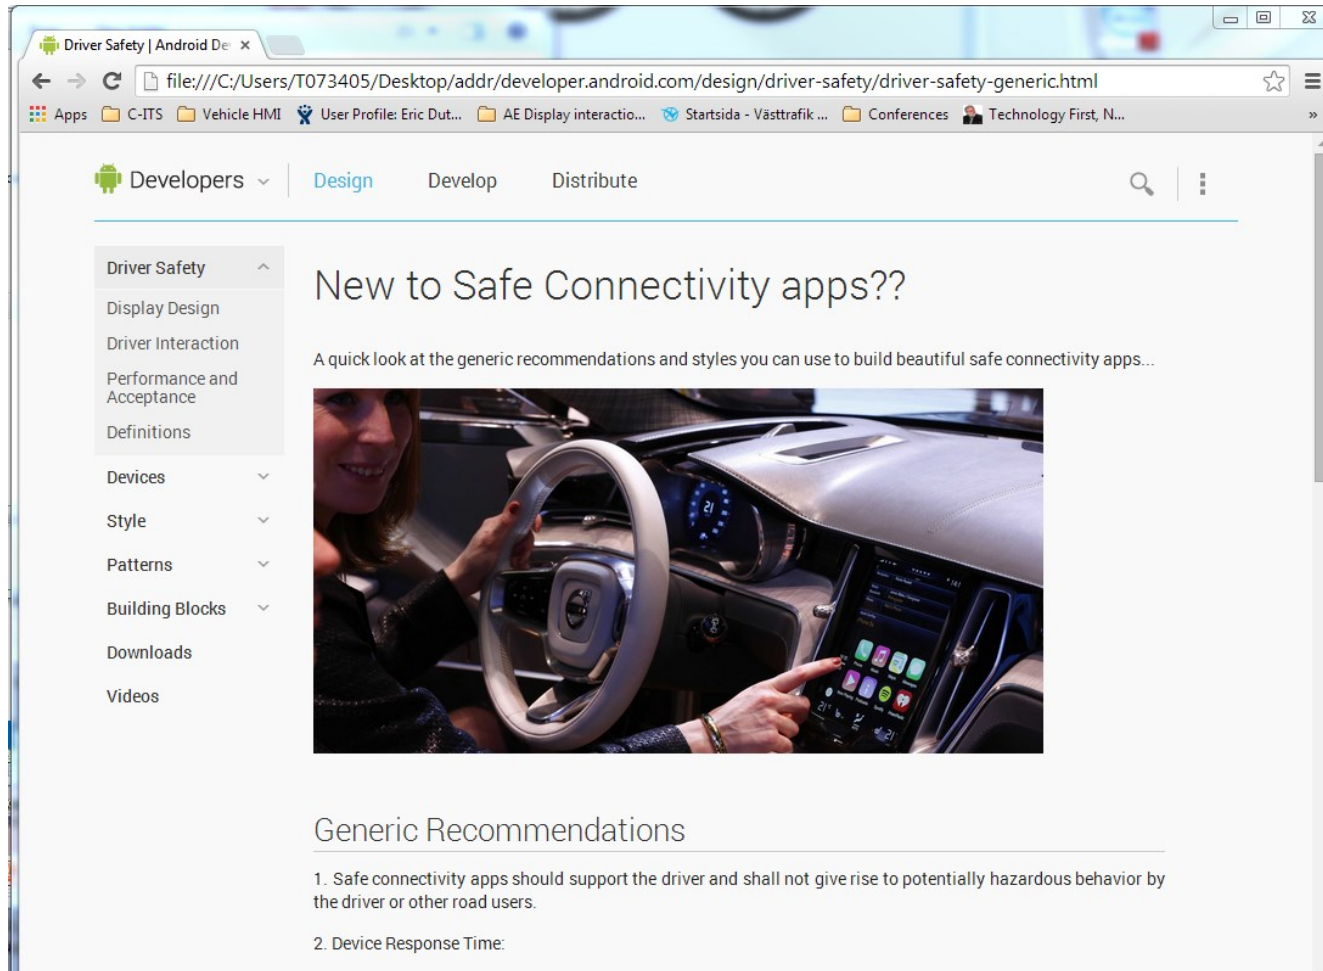 Driver Safety | Android De
file:///C:/Users/T073405/Desktop/addr/developer.android.com/design/driver-safety/driver-safety-generic.html
Apps C-ITS Vehicle HMI User Profile: Eric Dut... AE Display interactio... Startsida - Västtrafik ... Conferences Technology First, N... »
Developers Design Develop Distribute
Driver Safety
Display Design
Driver Interaction
Performance and
Acceptance
Definitions
Devices
Style
Patterns
Building Blocks
Downloads
Videos
New to Safe Connectivity apps??
A quick look at the generic recommendations and styles you can use to build beautiful safe connectivity apps...
21
Generic Recommendations
1. Safe connectivity apps should support the driver and shall not give rise to potentially hazardous behavior by
the driver or other road users.
2. Device Response Time: